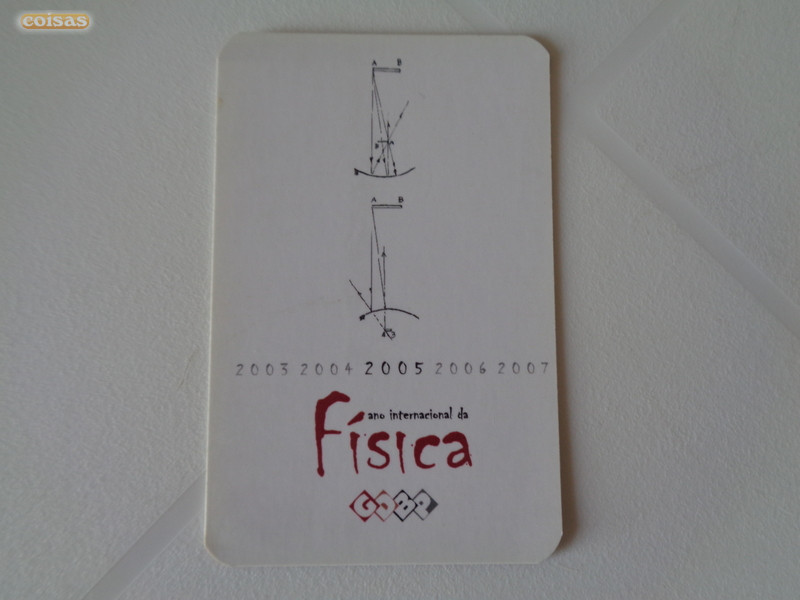 coisas
A B
A B
2003 2004 2005 2006 2007
ano internacional da
Física